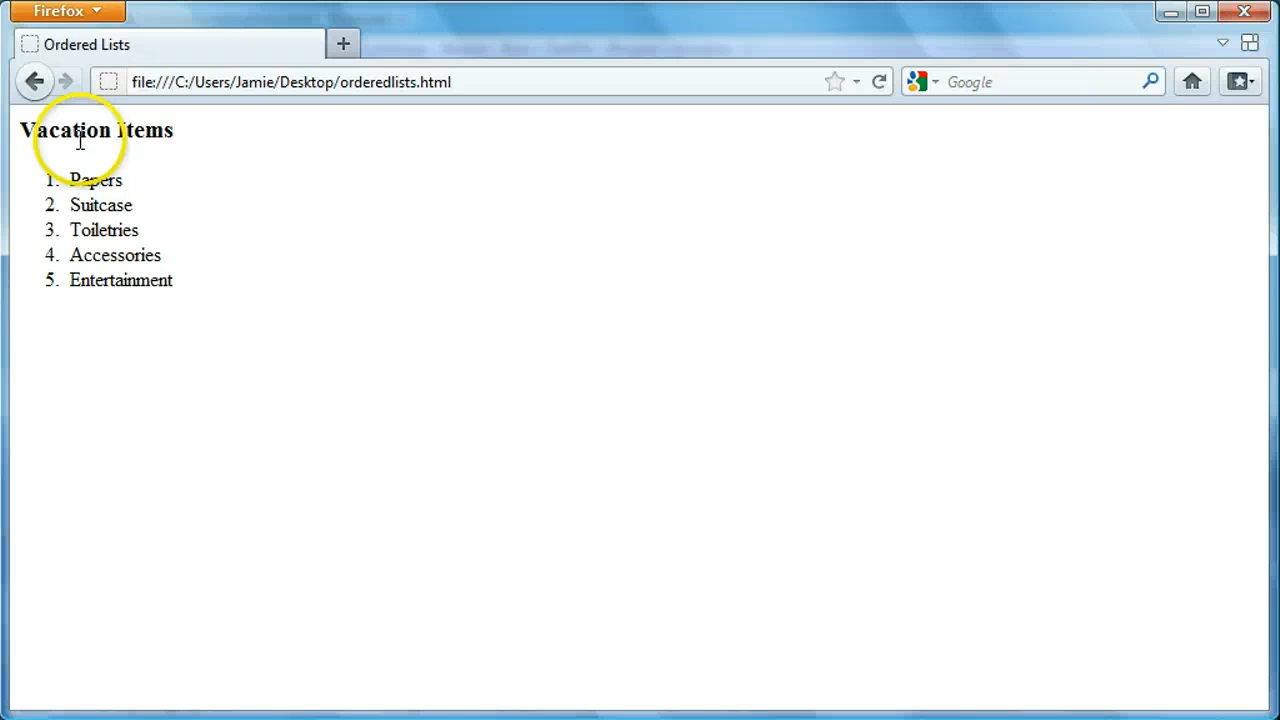 Firefox
Ordered Lists
file:///C:/Users/Jamie/Desktop/orderedlists.html
Google
Vacation Items
1. Papers
2. Suitcase
3. Toiletries
4. Accessories
5. Entertainment